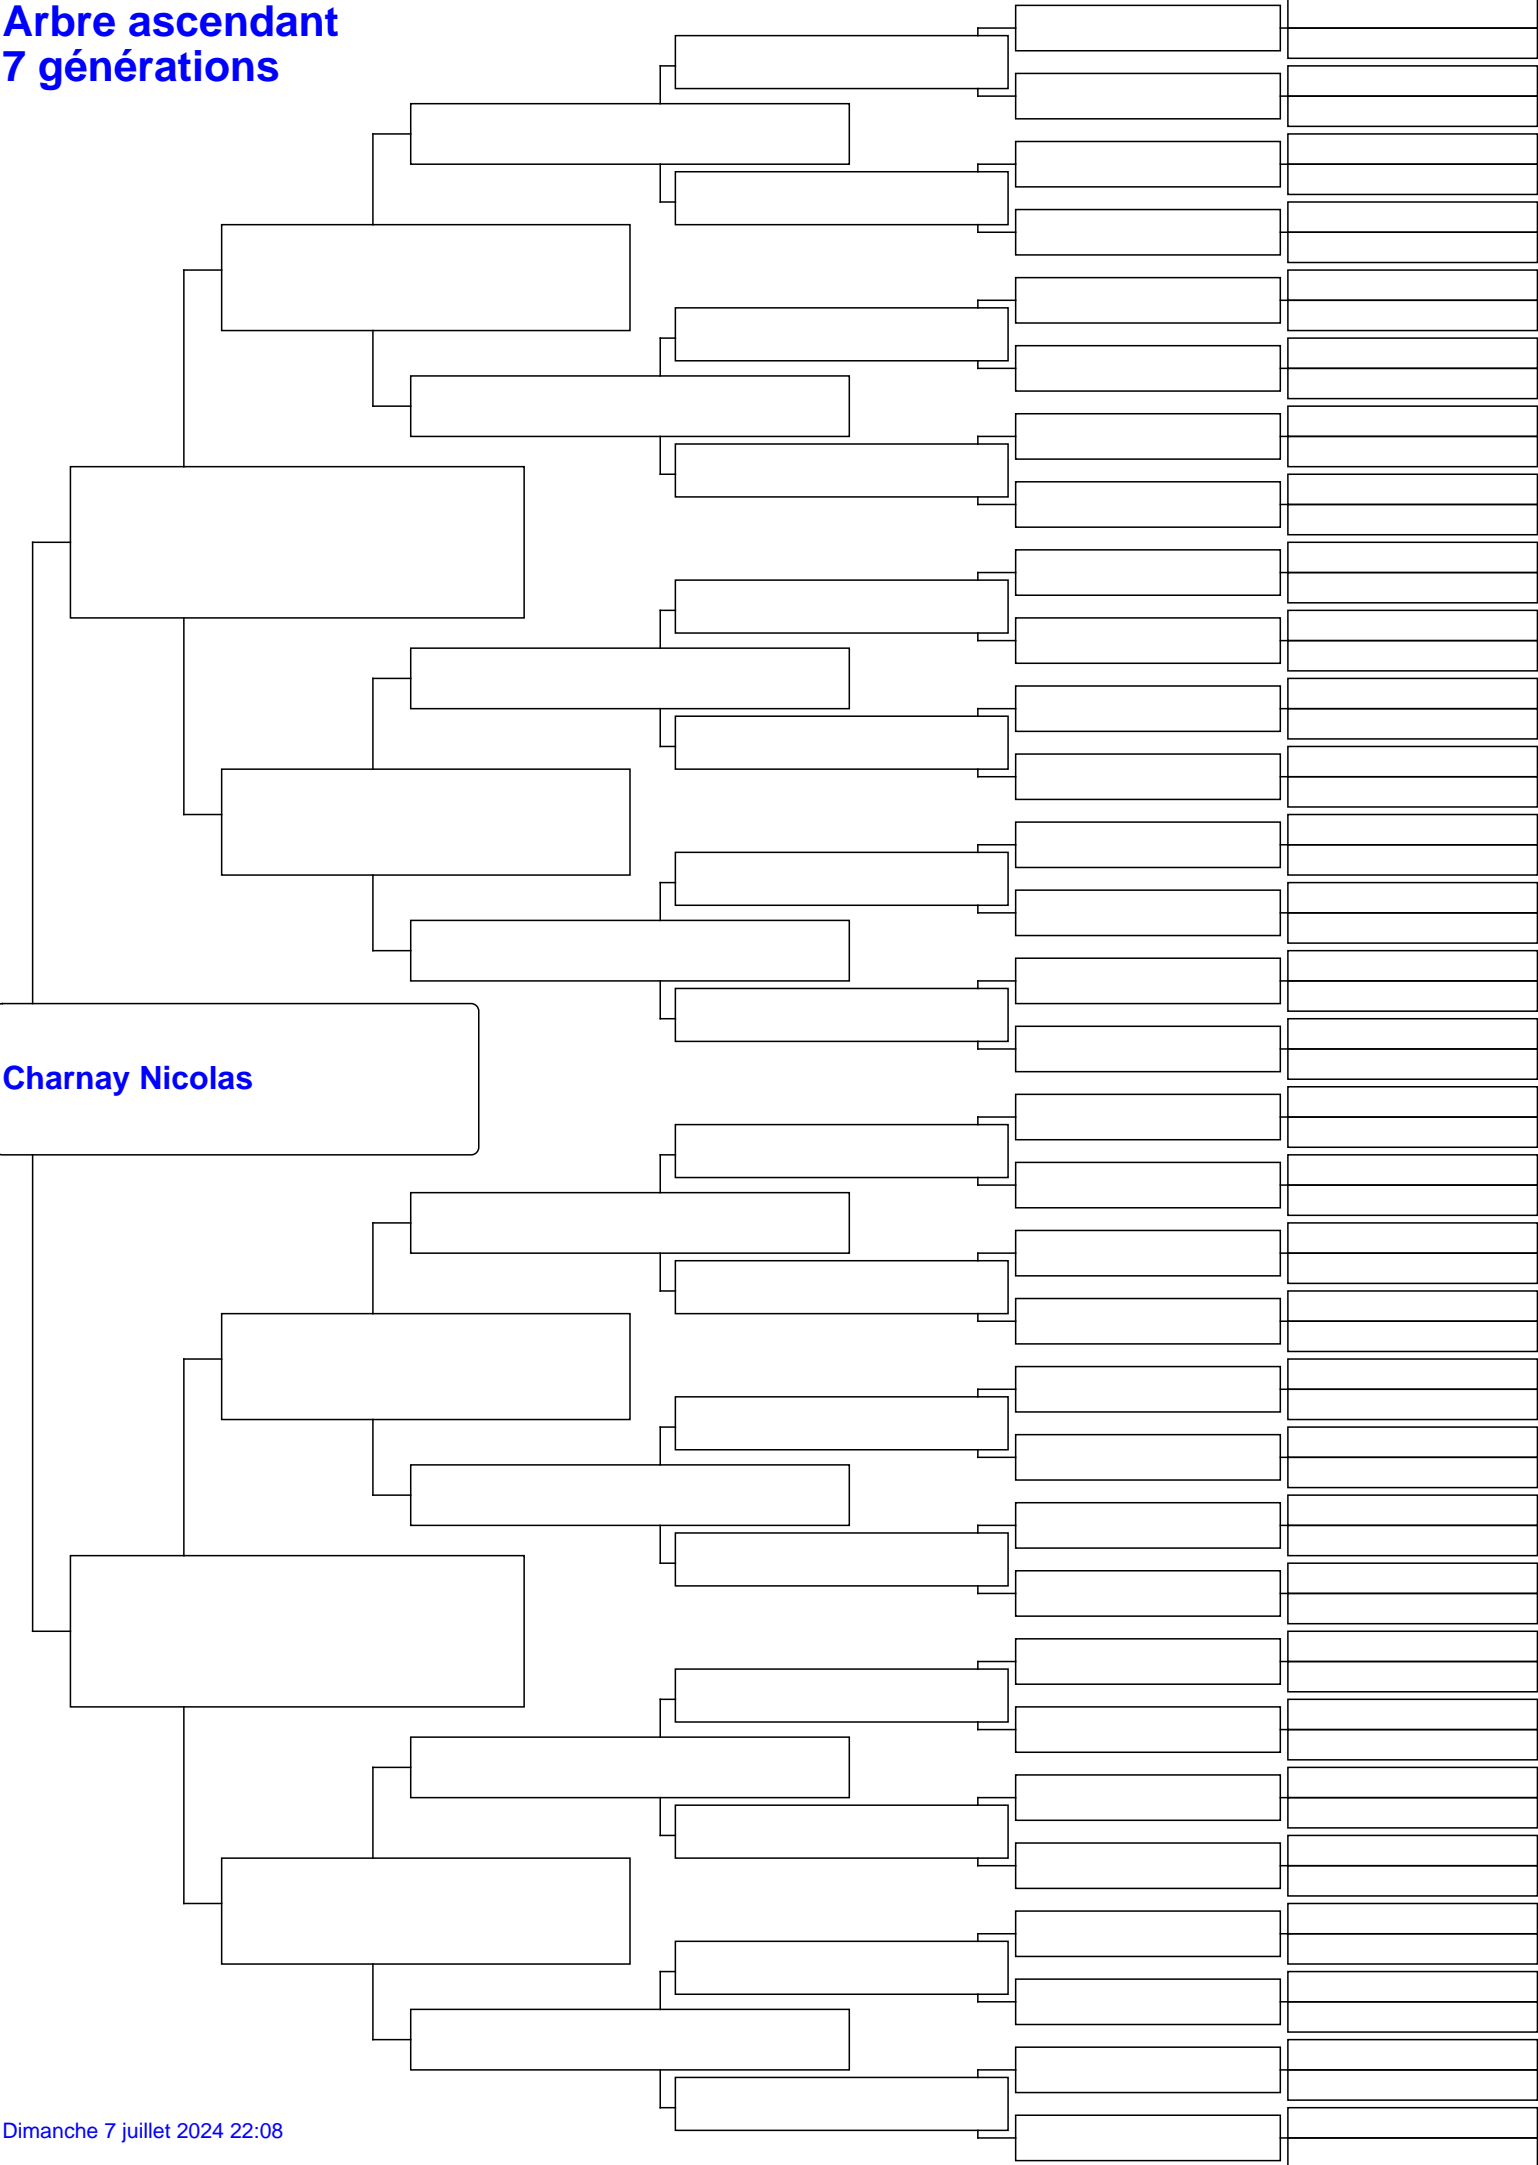 Arbre ascendant
7 générations
Charnay Nicolas
Dimanche 7 juillet 2024 22:08